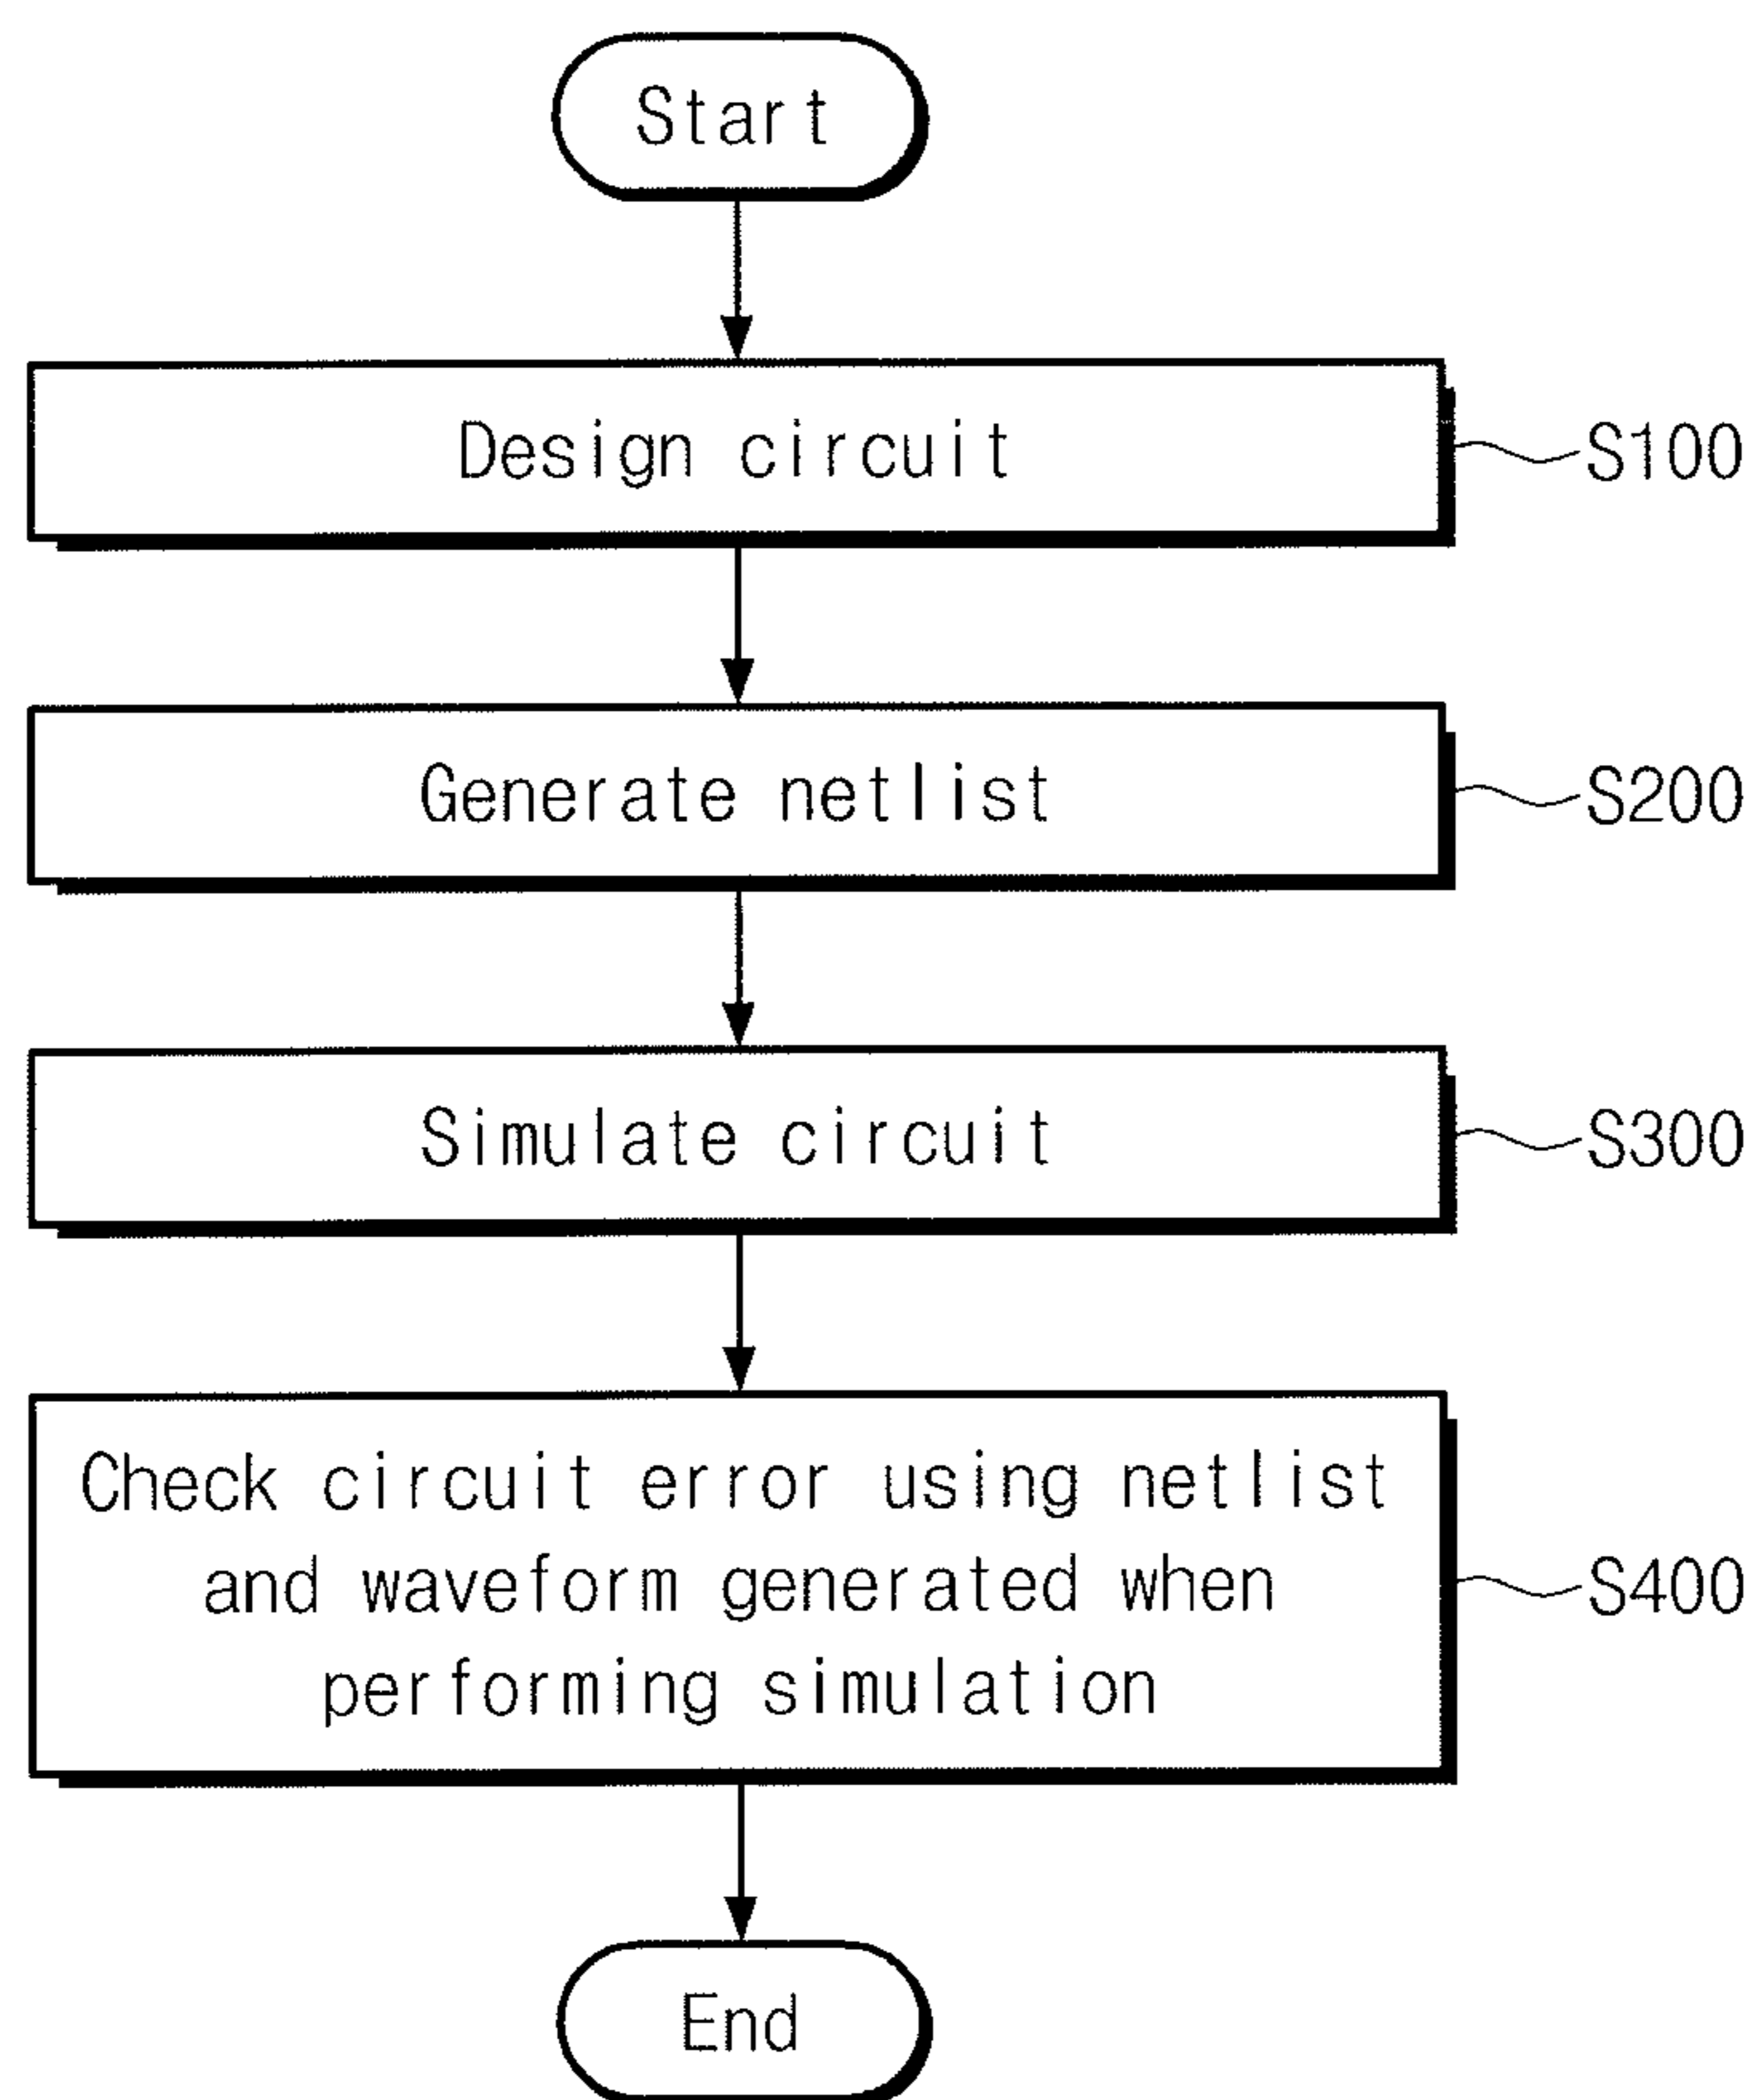 Start
Design circuit
S100
Generate netlist
S200
Simulate circuit
S300
Check circuit error using netlist
and waveform generated when
performing simulation
S400
End